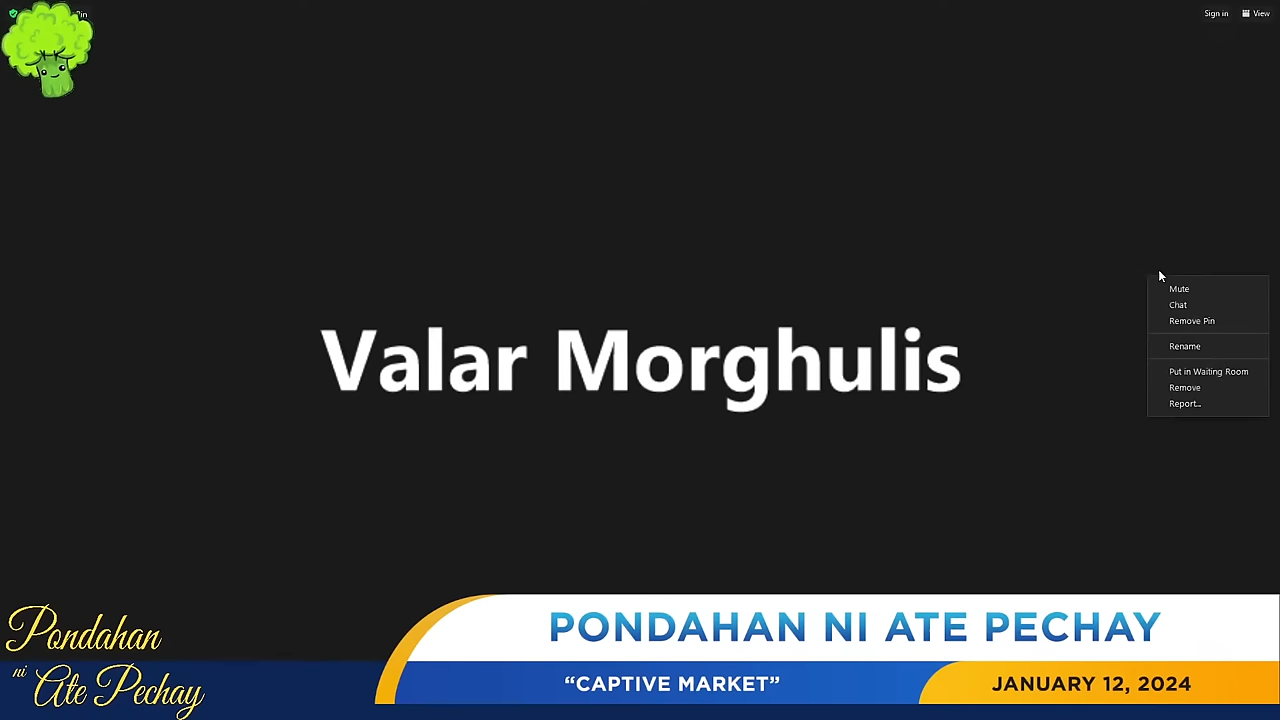 Pin
Sign in
View
Valar Morghulis
Mute
Chat
Remove Pin
Rename
Put in Waiting Room
Remove
Report...
Pondahan
ni Ate Pechay
PONDAHAN NI ATE PECHAY
“CAPTIVE MARKET”
JANUARY 12, 2024